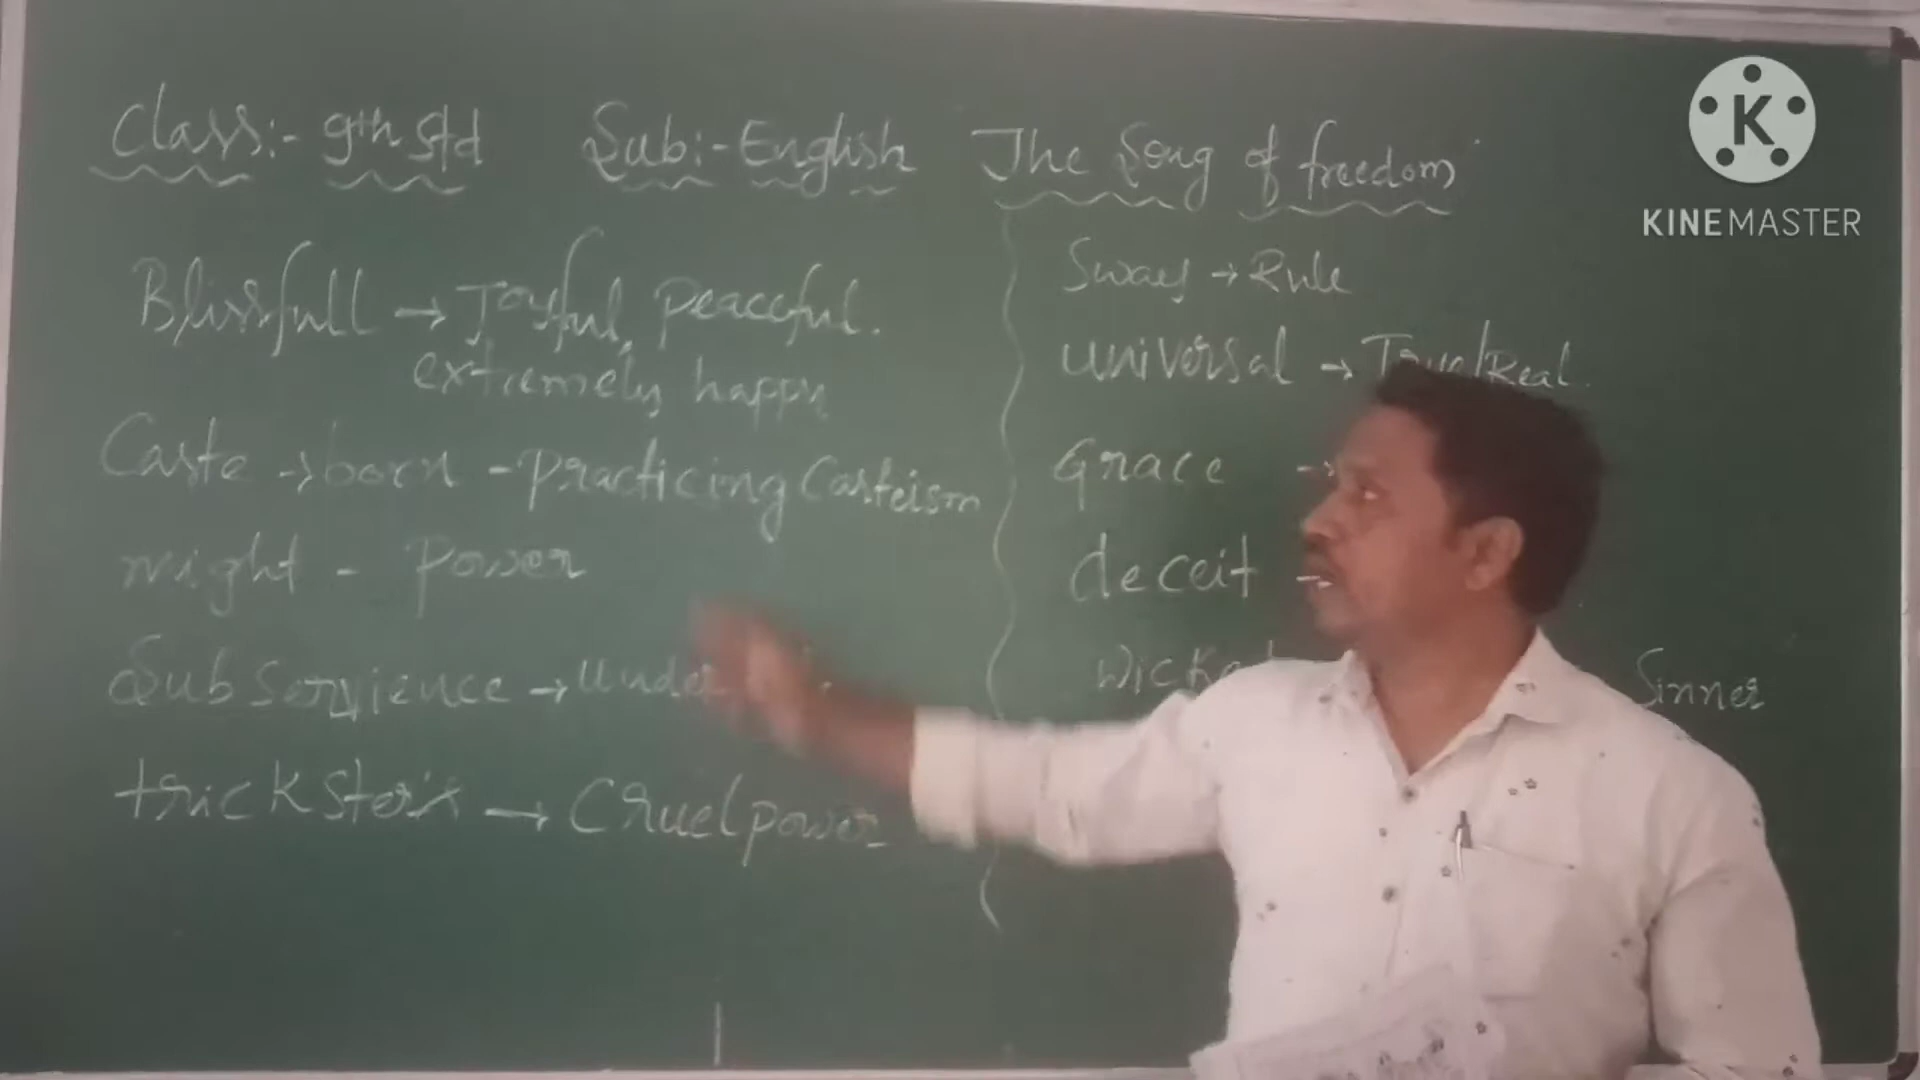 Class:- 9th Std Sub:- English The Song of freedom
Blissfull → Joyful, Peaceful.
extremely happy
Caste → born - Practicing Casteism
might - Power
Subservience → Under
tricksters → Cruel power
Sway → Rule
universal → True/Real.
Grace →
deceit →
Sinner
KINEMASTER